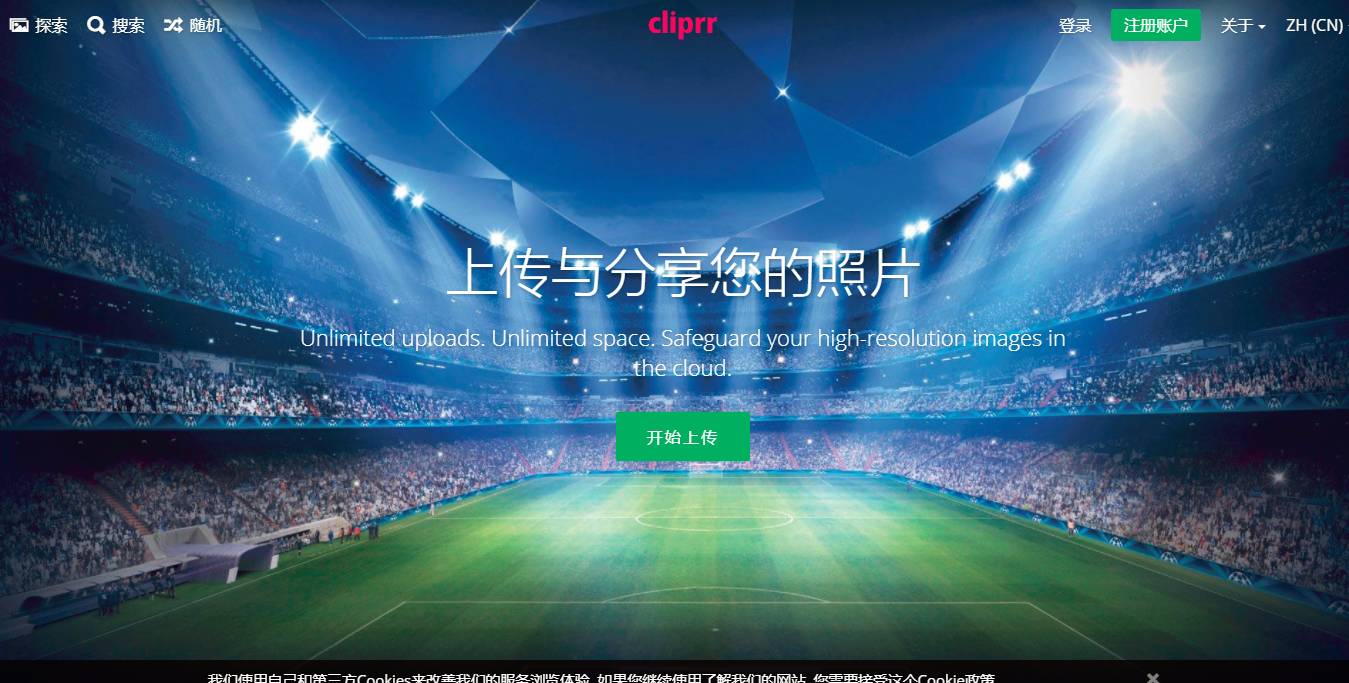 探索 搜索 随机 cliprr 登录 注册账户 关于 ZH (CN)
上传与分享您的照片
Unlimited uploads. Unlimited space. Safeguard your high-resolution images in
the cloud.
开始上传
我们使用自己和第三方Cookies来改善我们的服务浏览体验. 如果您继续使用了解我们的网站, 您需要接受这个Cookie政策